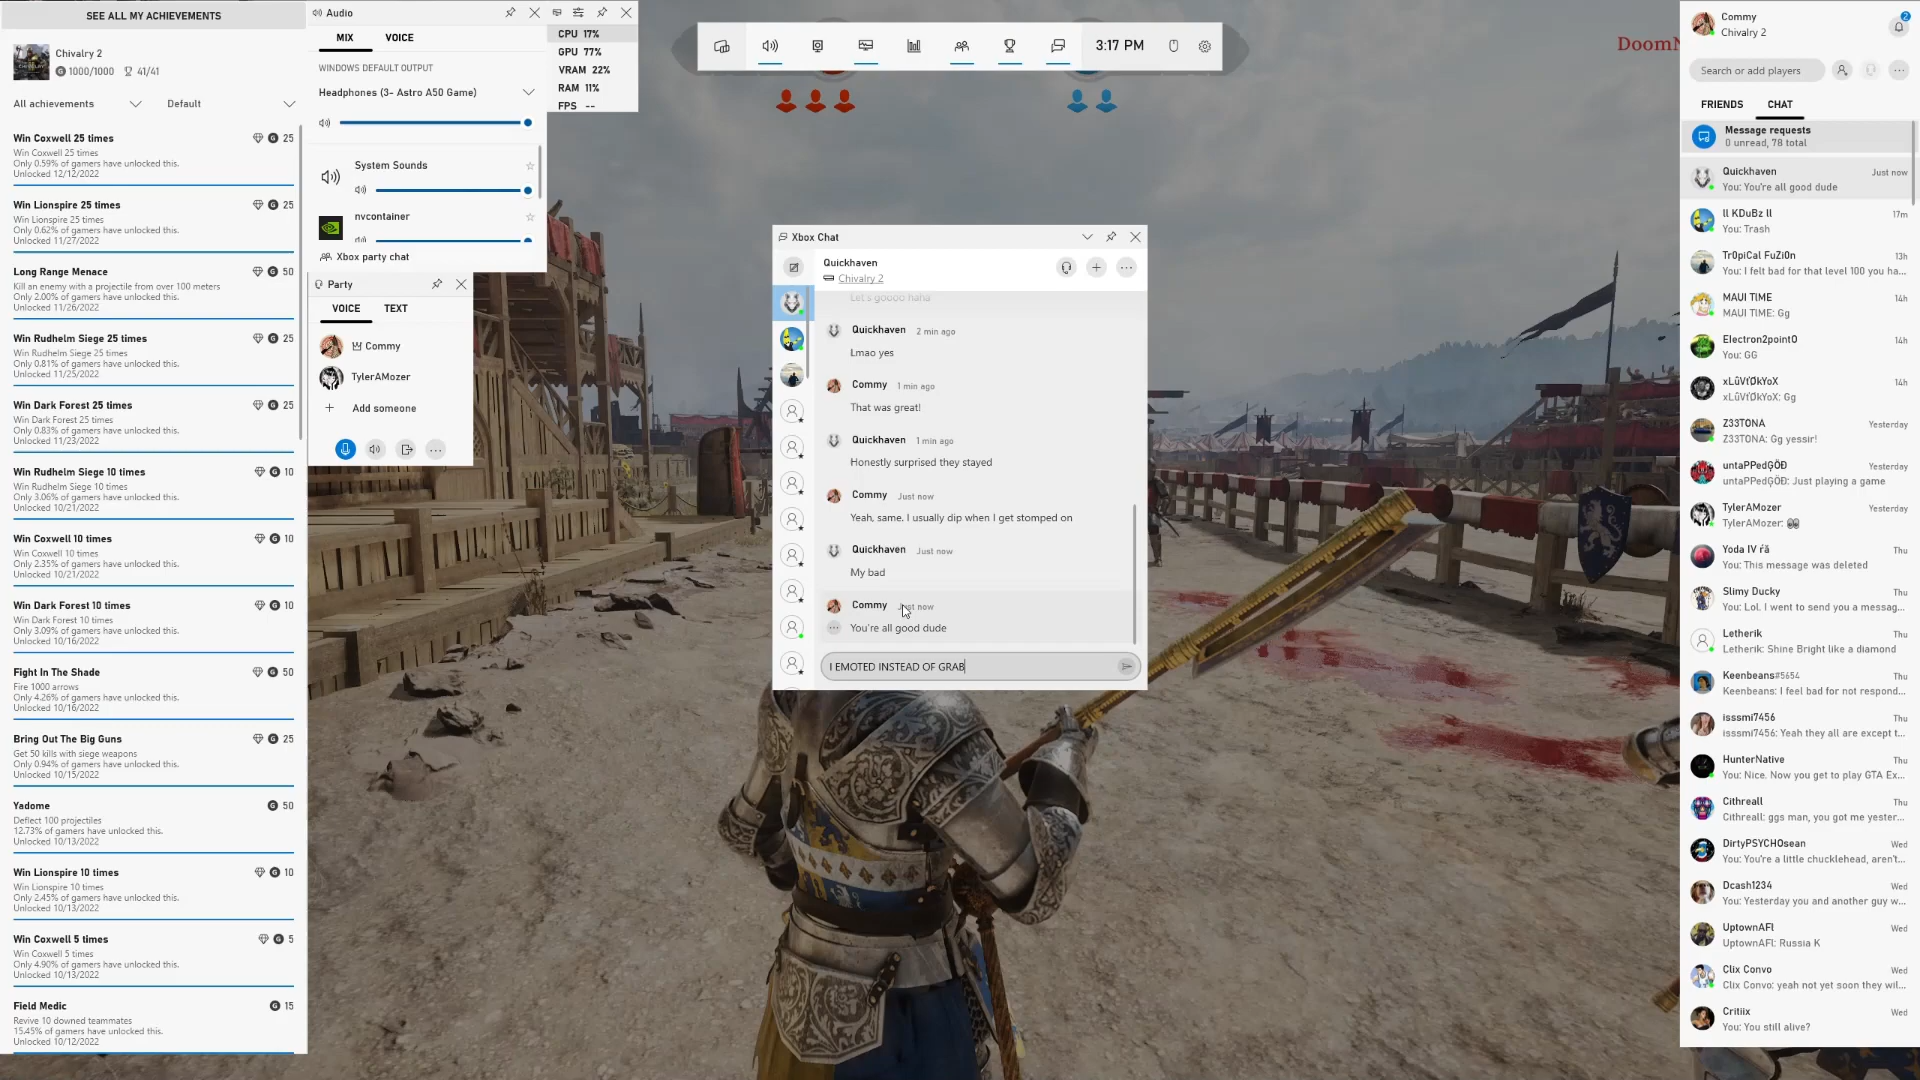 SEE ALL MY ACHIEVEMENTS
Chivalry 2
1000/1000 41/41
All achievements
Default
Win Coxwell 25 times
25
Win Coxwell 25 times
Only 0.59% of gamers have unlocked this.
Unlocked 12/12/2022
Win Lionspire 25 times
25
Win Lionspire 25 times
Only 0.62% of gamers have unlocked this.
Unlocked 11/27/2022
Long Range Menace
50
Kill an enemy with a projectile from over 100 meters
Only 2.00% of gamers have unlocked this.
Unlocked 11/26/2022
Win Rudhelm Siege 25 times
25
Win Rudhelm Siege 25 times
Only 0.81% of gamers have unlocked this.
Unlocked 11/25/2022
Win Dark Forest 25 times
25
Win Dark Forest 25 times
Only 0.83% of gamers have unlocked this.
Unlocked 11/23/2022
Win Rudhelm Siege 10 times
10
Win Rudhelm Siege 10 times
Only 3.06% of gamers have unlocked this.
Unlocked 10/21/2022
Win Coxwell 10 times
10
Win Coxwell 10 times
Only 2.35% of gamers have unlocked this.
Unlocked 10/21/2022
Win Dark Forest 10 times
10
Win Dark Forest 10 times
Only 3.09% of gamers have unlocked this.
Unlocked 10/16/2022
Fight In The Shade
50
Fire 1000 arrows
Only 4.26% of gamers have unlocked this.
Unlocked 10/16/2022
Bring Out The Big Guns
25
Get 50 kills with siege weapons
Only 0.94% of gamers have unlocked this.
Unlocked 10/15/2022
Yadome
50
Deflect 100 projectiles
12.73% of gamers have unlocked this.
Unlocked 10/13/2022
Win Lionspire 10 times
10
Win Lionspire 10 times
Only 2.45% of gamers have unlocked this.
Unlocked 10/13/2022
Win Coxwell 5 times
5
Win Coxwell 5 times
Only 4.90% of gamers have unlocked this.
Unlocked 10/13/2022
Field Medic
15
Revive 10 downed teammates
15.45% of gamers have unlocked this.
Unlocked 10/12/2022
Audio
MIX
VOICE
WINDOWS DEFAULT OUTPUT
Headphones (3- Astro A50 Game)
System Sounds
nvcontainer
Xbox party chat
CPU 17%
GPU 77%
VRAM 22%
RAM 11%
FPS --
Party
VOICE
TEXT
Commy
TylerAMozer
Add someone
3:17 PM
Xbox Chat
Quickhaven
Chivalry 2
Let's goooo haha
Quickhaven 2 min ago
Lmao yes
Commy 1 min ago
That was great!
Quickhaven 1 min ago
Honestly surprised they stayed
Commy Just now
Yeah, same. I usually dip when I get stomped on
Quickhaven Just now
My bad
Commy Just now
You're all good dude
I EMOTED INSTEAD OF GRAB
Commy
2
Chivalry 2
Search or add players
FRIENDS
CHAT
Message requests
0 unread, 78 total
Quickhaven Just now
You: You're all good dude
ll KDuBz ll 17m
You: Trash
Tr0piCal FuZi0n 13h
You: I felt bad for that level 100 you ha...
MAUI TiME 14h
MAUI TiME: Gg
Electron2point0 14h
You: GG
14h
Z33TONA Yesterday
Z33TONA: Gg yessir!
Yesterday
TylerAMozer Yesterday
TylerAMozer:
Thu
You: This message was deleted
Slimy Ducky Thu
You: Lol. I went to send you a messag...
Letherik Thu
Letherik: Shine Bright like a diamond
Keenbeans#5654 Thu
Keenbeans: I feel bad for not respond...
isssmi7456 Thu
isssmi7456: Yeah they all are except t...
HunterNative Thu
You: Nice. Now you get to play GTA Ex...
Cithreall Thu
Cithreall: ggs man, you got me yester...
DirtyPSYCHOsean Wed
You: You're a little chucklehead, aren't...
Dcash1234 Wed
You: Yesterday you and another guy w...
UptownAFl Wed
UptownAFl: Russia K
Clix Convo Wed
Clix Convo: yeah not yet soon they wil...
Critiix Wed
You: You still alive?